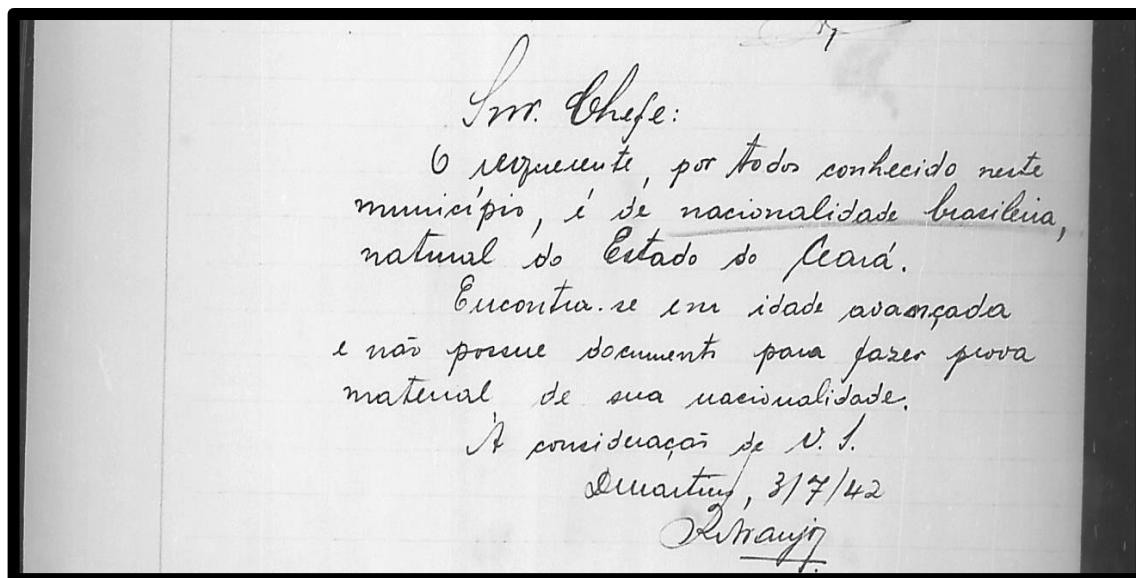 Snr. Chefe:
O requerente, por todos conhecido neste
município, é de nacionalidade brasileira,
natural do Estado do Ceará.
Encontra-se em idade avançada
e não possue documento para fazer prova
material de sua nacionalidade.
À consideração de V. S.
3/7/42
RAraujo